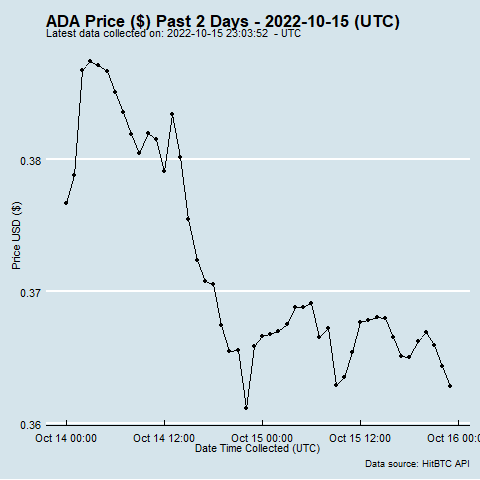 ADA Price ($) Past 2 Days - 2022-10-15 (UTC)
Latest data collected on: 2022-10-15 23:03:52 - UTC
0.38
Price USD ($)
0.37
0.36
Oct 14 00:00 Oct 14 12:00 Oct 15 00:00 Oct 15 12:00 Oct 16 00:
Date Time Collected (UTC)
Data source: HitBTC API